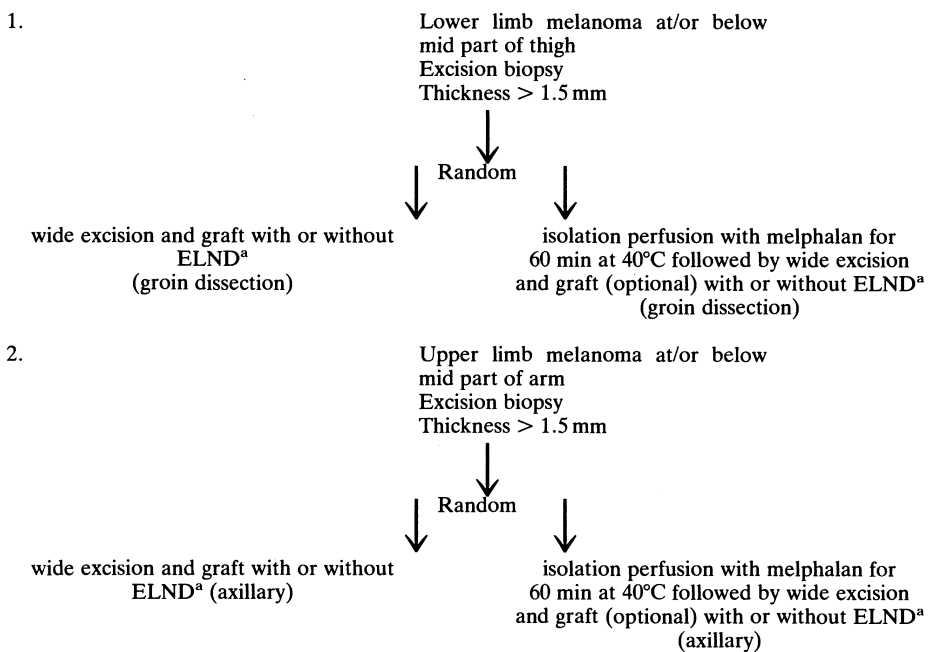 1.
Lower limb melanoma at/or below
mid part of thigh
Excision biopsy
Thickness > 1.5 mm
Random
wide excision and graft with or without
ELNDᵃ
(groin dissection)
isolation perfusion with melphalan for
60 min at 40°C followed by wide excision
and graft (optional) with or without ELNDᵃ
(groin dissection)
2.
Upper limb melanoma at/or below
mid part of arm
Excision biopsy
Thickness > 1.5 mm
Random
wide excision and graft with or without
ELNDᵃ (axillary)
isolation perfusion with melphalan for
60 min at 40°C followed by wide excision
and graft (optional) with or without ELNDᵃ
(axillary)